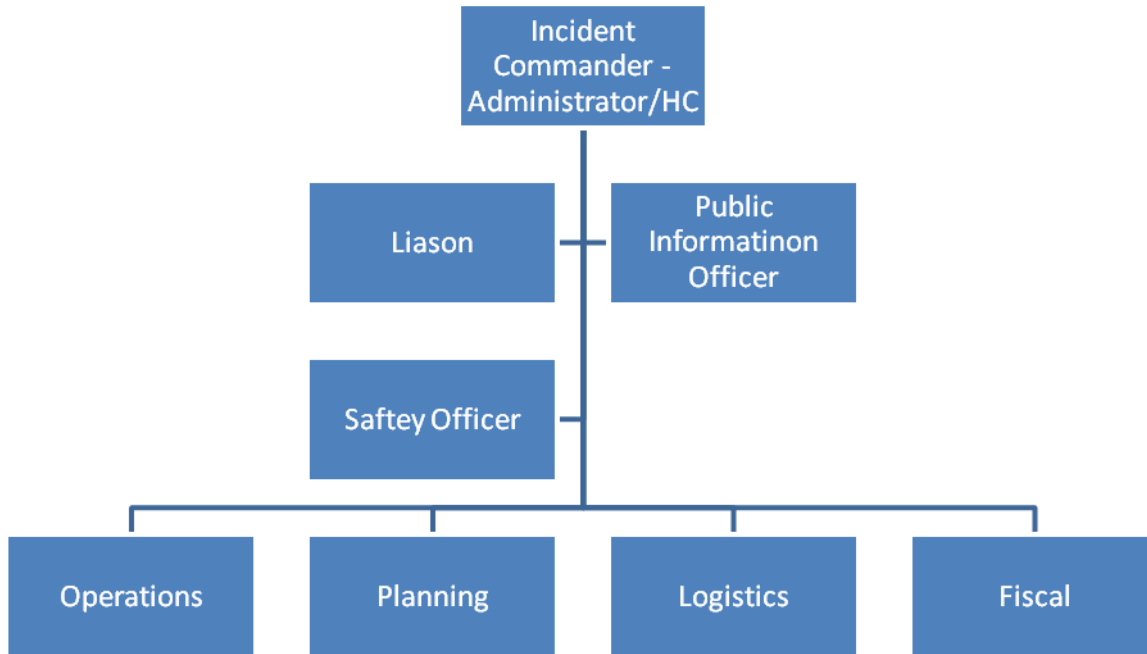 Incident
Commander -
Administrator/HC
Liason
Public
Informatinon
Officer
Saftey Officer
Operations
Planning
Logistics
Fiscal